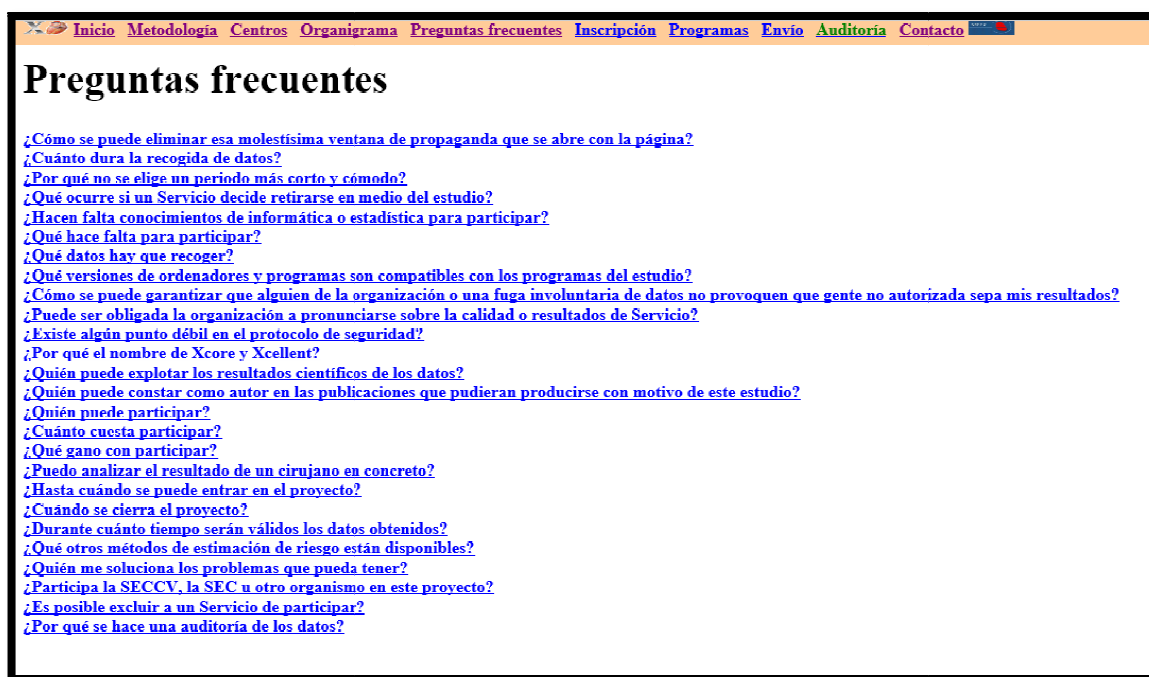 Inicio Metodología Centros Organigrama Preguntas frecuentes Inscripción Programas Envío Auditoría Contacto
Preguntas frecuentes
¿Cómo se puede eliminar esa molestísima ventana de propaganda que se abre con la página?
¿Cuánto dura la recogida de datos?
¿Por qué no se elige un periodo más corto y cómodo?
¿Qué ocurre si un Servicio decide retirarse en medio del estudio?
¿Hacen falta conocimientos de informática o estadística para participar?
¿Qué hace falta para participar?
¿Qué datos hay que recoger?
¿Qué versiones de ordenadores y programas son compatibles con los programas del estudio?
¿Cómo se puede garantizar que alguien de la organización o una fuga involuntaria de datos no provoquen que gente no autorizada sepa mis resultados?
¿Puede ser obligada la organización a pronunciarse sobre la calidad o resultados de Servicio?
¿Existe algún punto débil en el protocolo de seguridad?
¿Por qué el nombre de Xcore y Xcellent?
¿Quién puede explotar los resultados científicos de los datos?
¿Quién puede constar como autor en las publicaciones que pudieran producirse con motivo de este estudio?
¿Quién puede participar?
¿Cuánto cuesta participar?
¿Qué gano con participar?
¿Puedo analizar el resultado de un cirujano en concreto?
¿Hasta cuándo se puede entrar en el proyecto?
¿Cuándo se cierra el proyecto?
¿Durante cuánto tiempo serán válidos los datos obtenidos?
¿Qué otros métodos de estimación de riesgo están disponibles?
¿Quién me soluciona los problemas que pueda tener?
¿Participa la SECCV, la SEC u otro organismo en este proyecto?
¿Es posible excluir a un Servicio de participar?
¿Por qué se hace una auditoría de los datos?